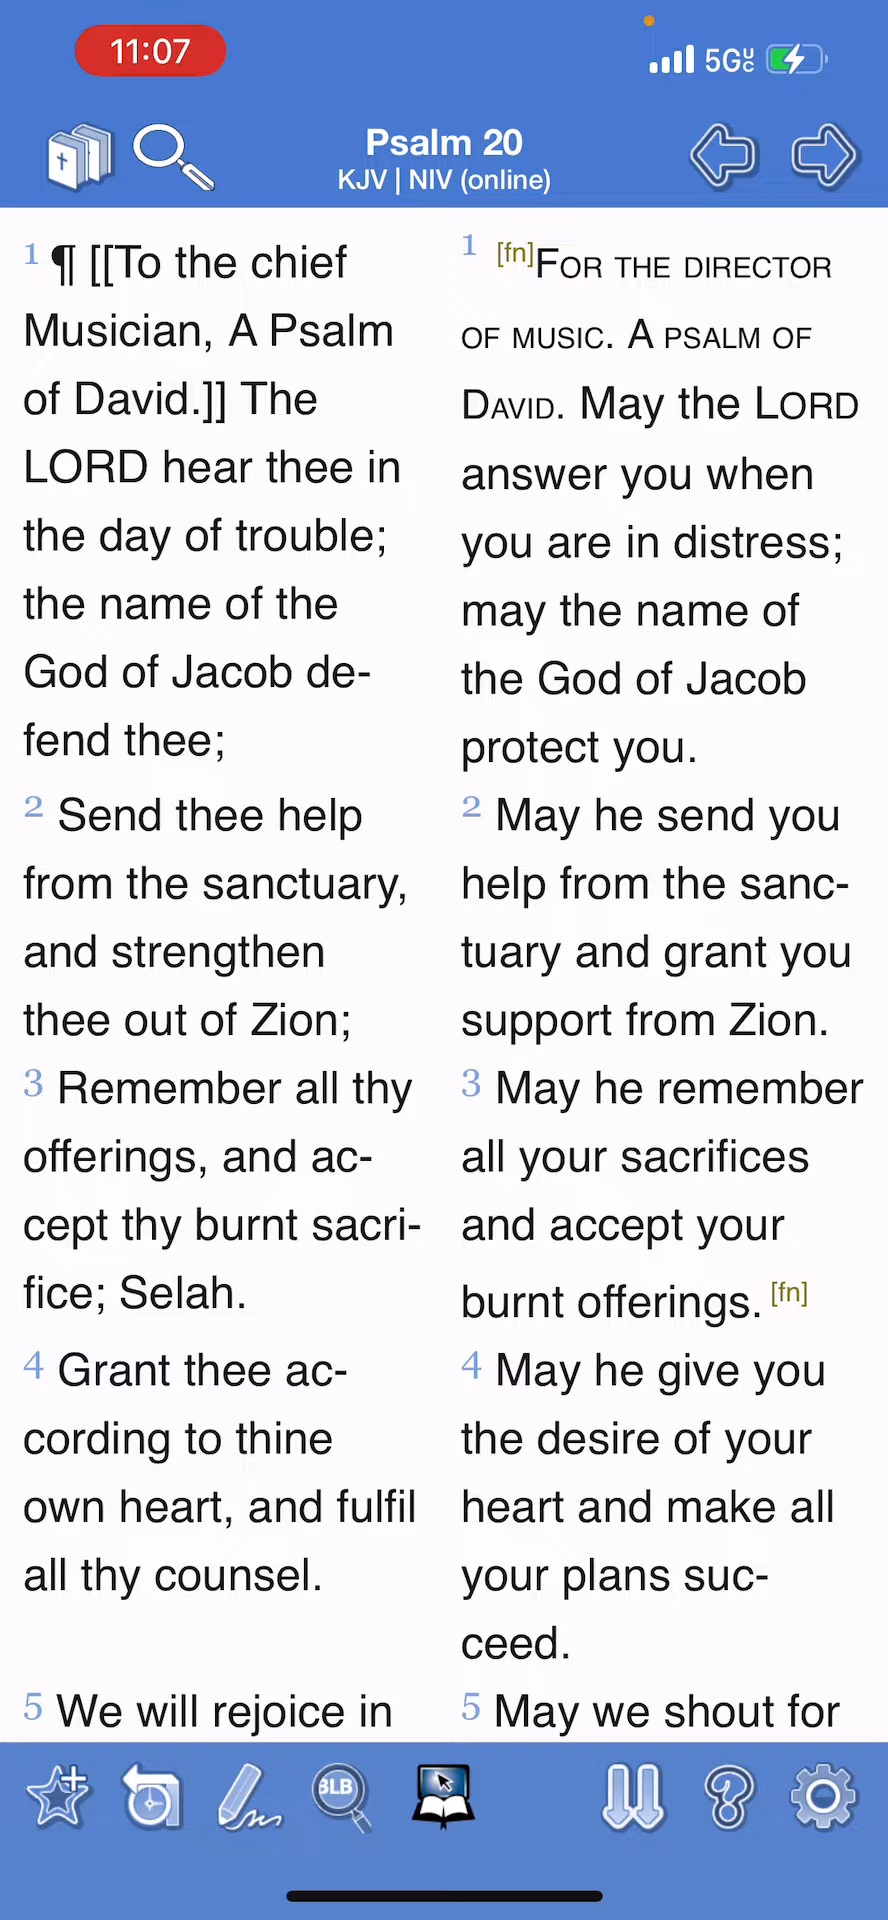 11:07
5GUC
Psalm 20
KJV | NIV (online)
1 ¶ [[To the chief
Musician, A Psalm
of David.]] The
LORD hear thee in
the day of trouble;
the name of the
God of Jacob de-
fend thee;
2 Send thee help
from the sanctuary,
and strengthen
thee out of Zion;
3 Remember all thy
offerings, and ac-
cept thy burnt sacri-
fice; Selah.
4 Grant thee ac-
cording to thine
own heart, and fulfil
all thy counsel.
5 We will rejoice in
1 [fn]FOR THE DIRECTOR
OF MUSIC. A PSALM OF
DAVID. May the LORD
answer you when
you are in distress;
may the name of
the God of Jacob
protect you.
2 May he send you
help from the sanc-
tuary and grant you
support from Zion.
3 May he remember
all your sacrifices
and accept your
burnt offerings. [fn]
4 May he give you
the desire of your
heart and make all
your plans suc-
ceed.
5 May we shout for
BLB